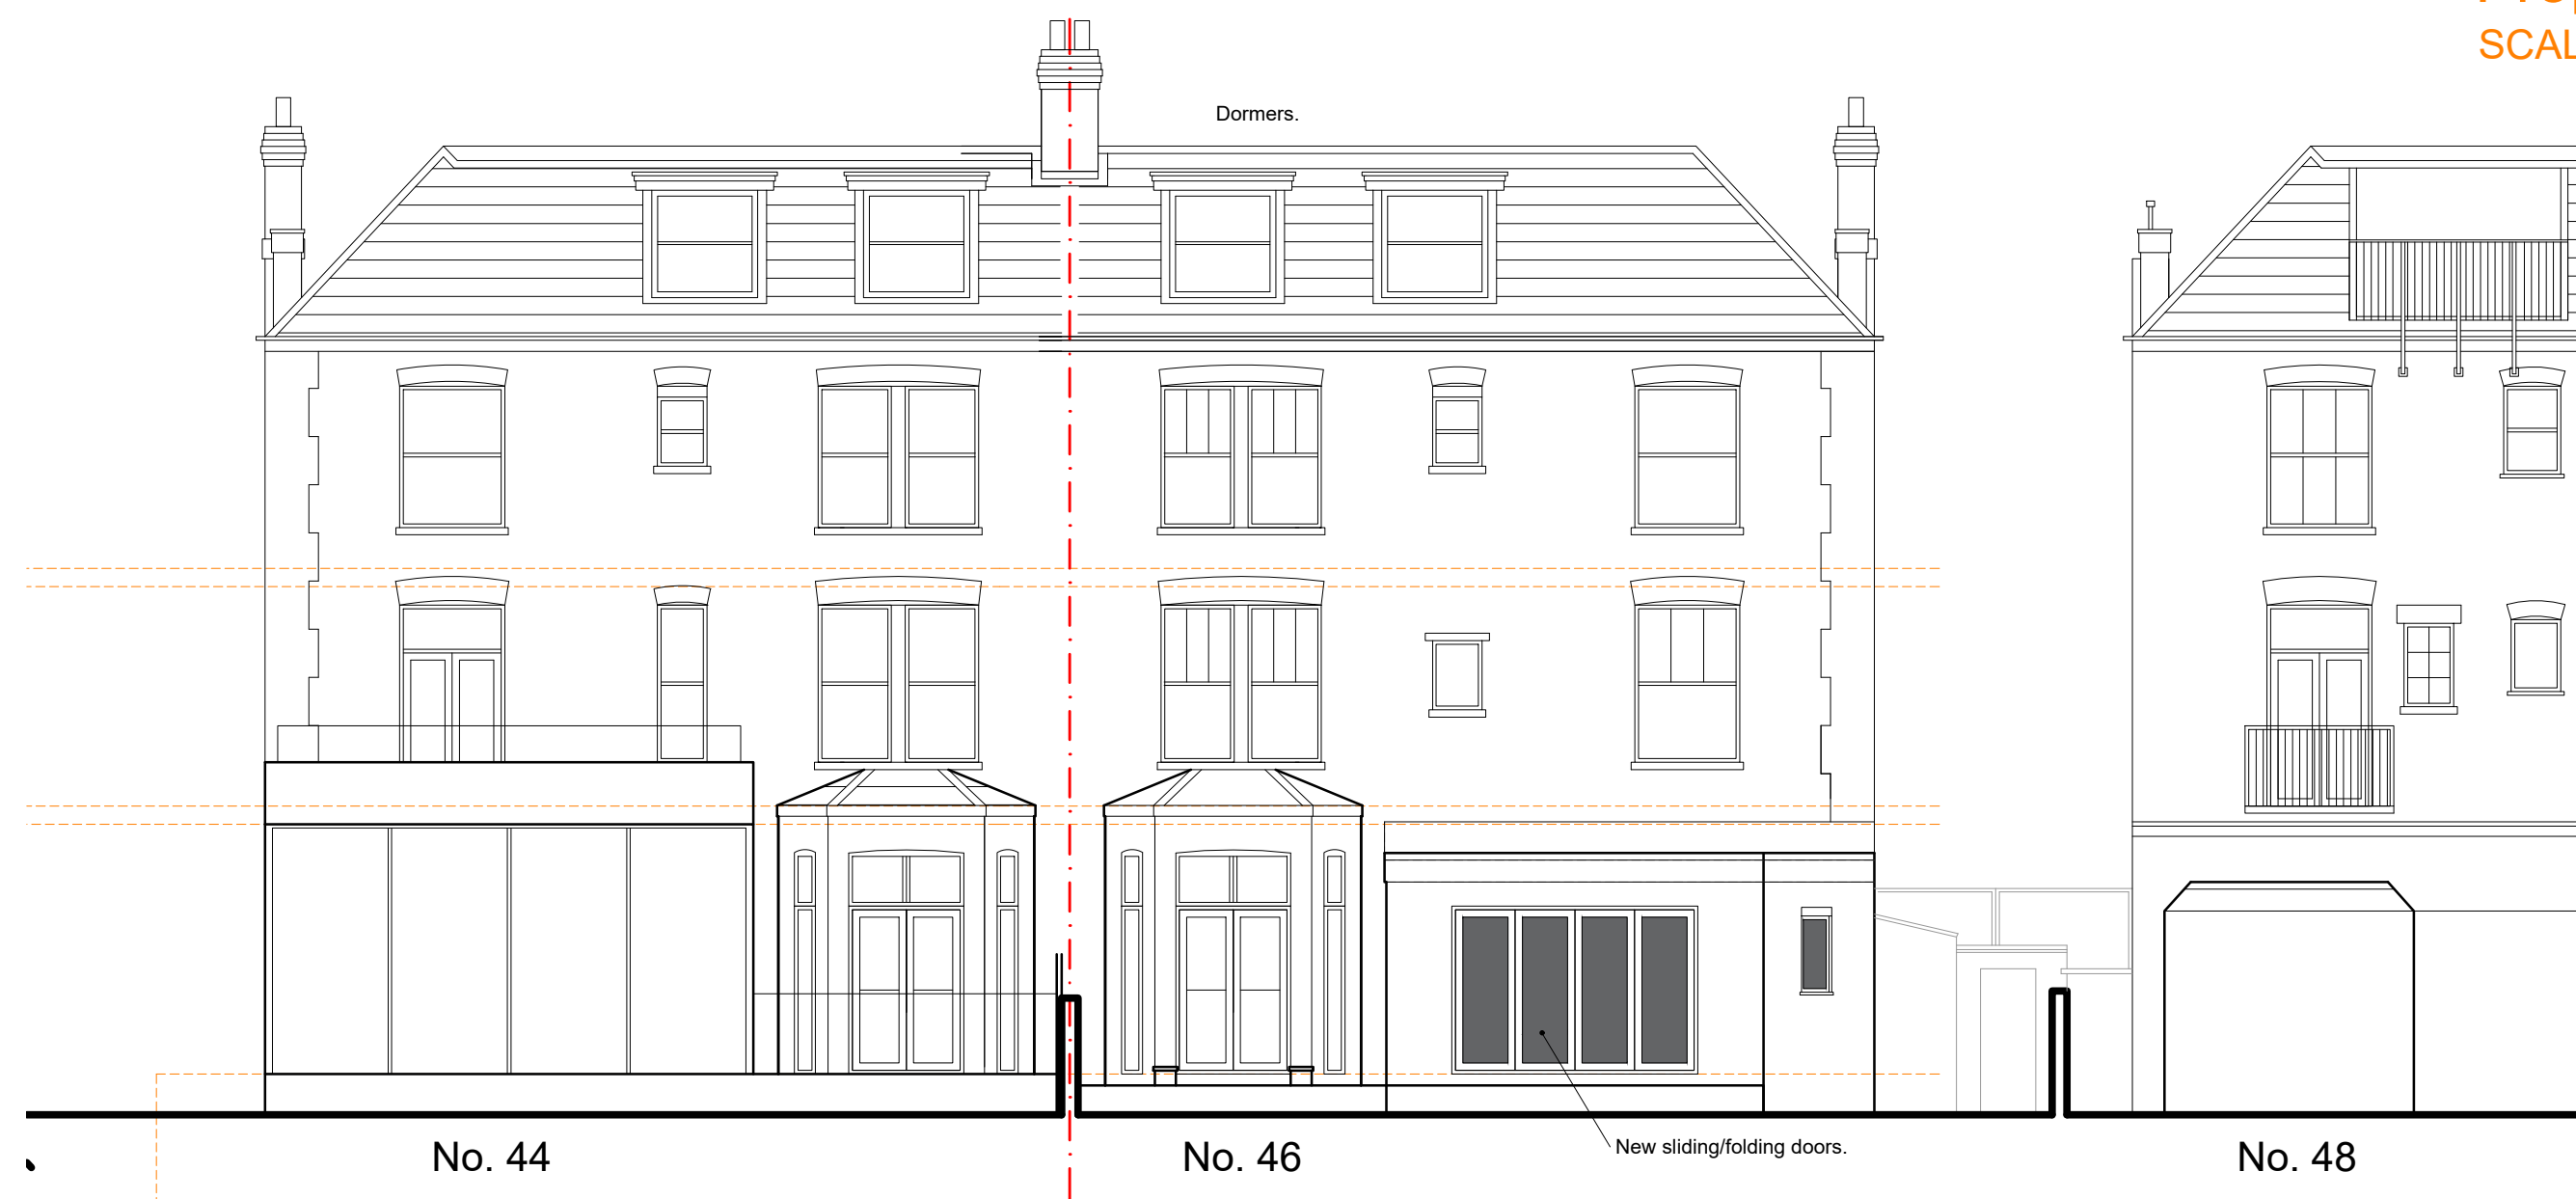 SCAL
Dormers.
New sliding/folding doors.
No. 44
No. 46
No. 48